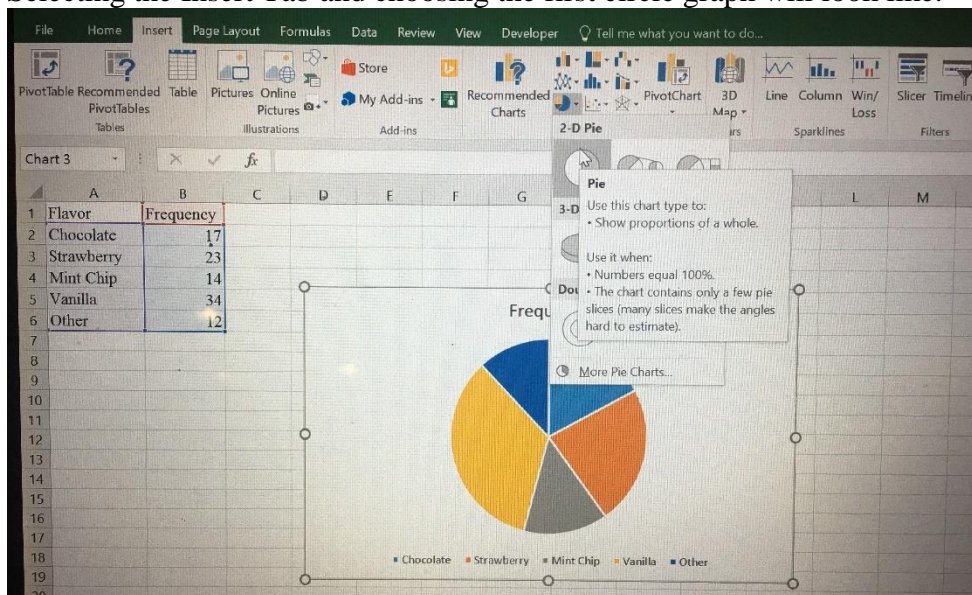 Selecting the Insert Tab and choosing the first circle graph will look fine.
File Home Insert Page Layout Formulas Data Review View Developer Tell me what you want to do...
PivotTable Recommended PivotTables Table
Tables
Pictures Online Pictures
Illustrations
Store
My Add-ins
Add-ins
Recommended Charts
PivotChart
3D Map
rs
Line Column Win/Loss
Sparklines
Slicer Timelin
Filters
Chart 3 fx
2-D Pie
Pie
Use this chart type to:
• Show proportions of a whole.
Use it when:
• Numbers equal 100%.
• The chart contains only a few pie
slices (many slices make the angles
hard to estimate).
3-D
Dou
More Pie Charts...
A B C D E F G L M
1 Flavor Frequency
2 Chocolate 17
3 Strawberry 23
4 Mint Chip 14
5 Vanilla 34
6 Other 12
7
8
9
10
11
12
13
14
15
16
17
18
19
Frequ
Chocolate Strawberry Mint Chip Vanilla Other